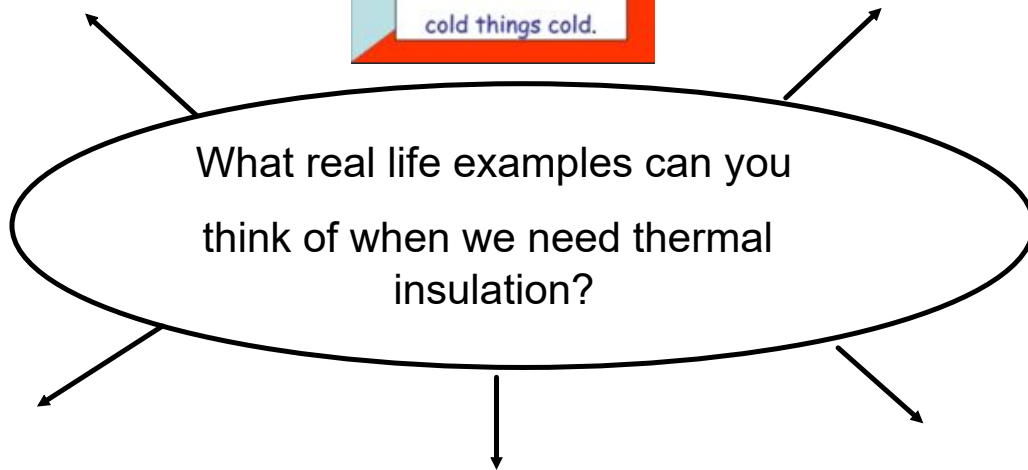 cold things cold.
What real life examples can you
think of when we need thermal
insulation?